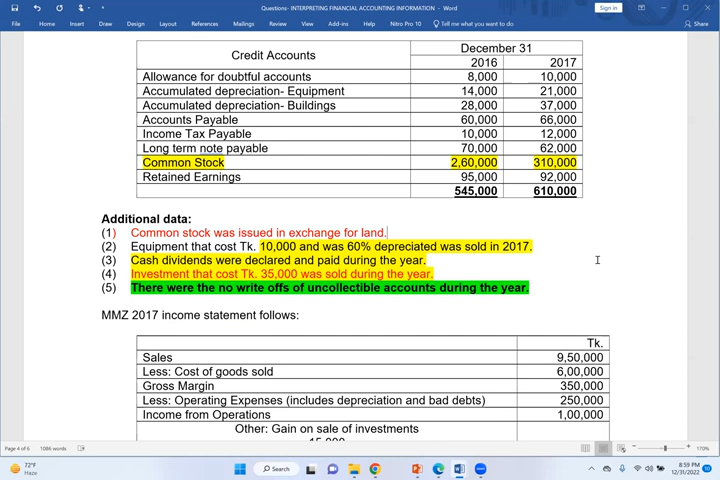 Questions- INTERPRETING FINANCIAL ACCOUNTING INFORMATION - Word
Sign in
File Home Insert Draw Design Layout References Mailings Review View Add-ins Help Nitro Pro 10 Tell me what you want to do Share
Credit Accounts December 31
2016 2017
Allowance for doubtful accounts 8,000 10,000
Accumulated depreciation- Equipment 14,000 21,000
Accumulated depreciation- Buildings 28,000 37,000
Accounts Payable 60,000 66,000
Income Tax Payable 10,000 12,000
Long term note payable 70,000 62,000
Common Stock 2,60,000 310,000
Retained Earnings 95,000 92,000
545,000 610,000
Additional data:
(1) Common stock was issued in exchange for land.
(2) Equipment that cost Tk. 10,000 and was 60% depreciated was sold in 2017.
(3) Cash dividends were declared and paid during the year.
(4) Investment that cost Tk. 35,000 was sold during the year.
(5) There were the no write offs of uncollectible accounts during the year.
MMZ 2017 income statement follows:
Tk.
Sales 9,50,000
Less: Cost of goods sold 6,00,000
Gross Margin 350,000
Less: Operating Expenses (includes depreciation and bad debts) 250,000
Income from Operations 1,00,000
Other: Gain on sale of investments
15,000
Page 4 of 6 1086 words 170%
72°F
Haze
Search
8:59 PM
12/31/2022
10